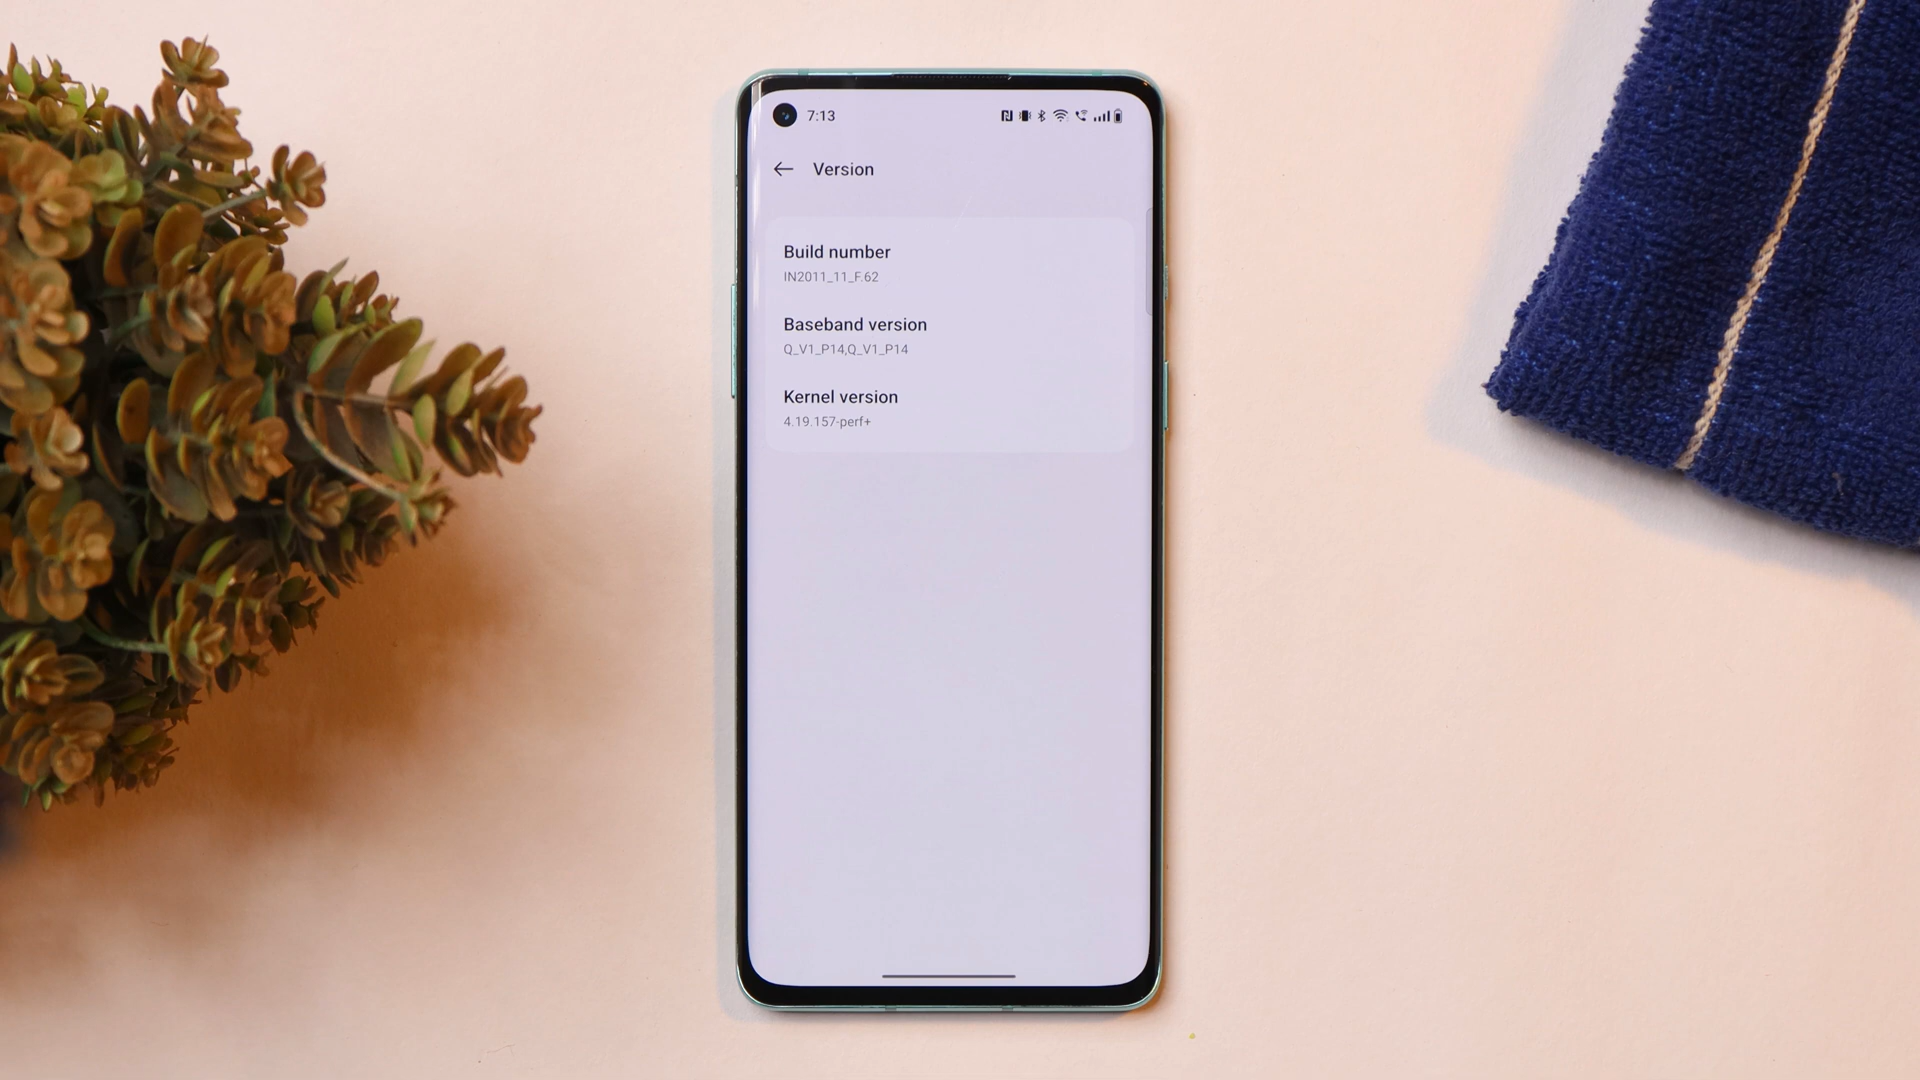 7:13
Version
Build number
IN2011_11_F.62
Baseband version
Q_V1_P14,Q_V1_P14
Kernel version
4.19.157-perf+